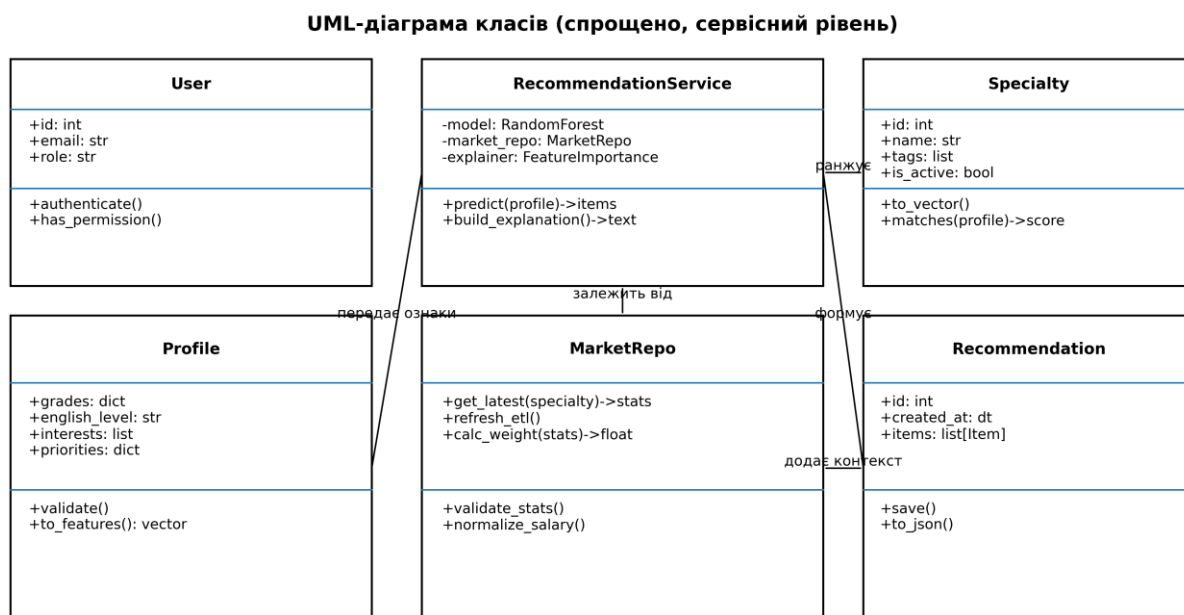 UML-діаграма класів (спрощено, сервісний рівень)
User
+id: int
+email: str
+role: str
+authenticate()
+has_permission()
RecommendationService
-model: RandomForest
-market_repo: MarketRepo
-explainer: FeatureImportance
+predict(profile)->items
+build_explanation()->text
ранжує
Specialty
+id: int
+name: str
+tags: list
+is_active: bool
+to_vector()
+matches(profile)->score
передає ознаки
залежить від
формує
Profile
+grades: dict
+english_level: str
+interests: list
+priorities: dict
+validate()
+to_features(): vector
MarketRepo
+get_latest(specialty)->stats
+refresh_etl()
+calc_weight(stats)->float
+validate_stats()
+normalize_salary()
додає контекст
Recommendation
+id: int
+created_at: dt
+items: list[Item]
+save()
+to_json()